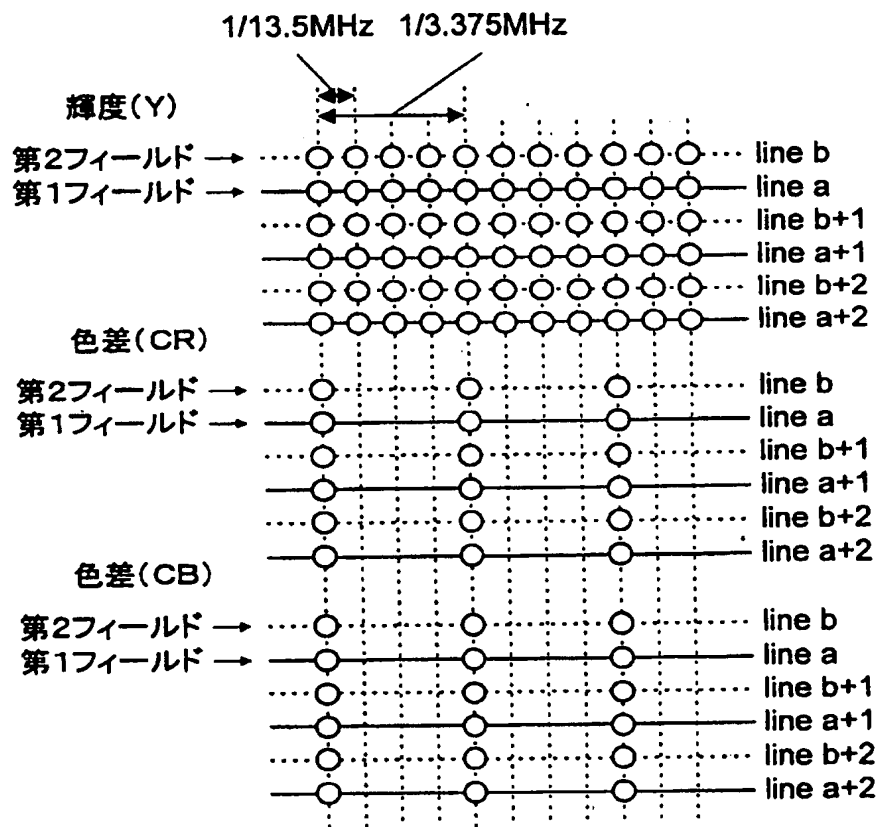 1/13.5MHz 1/3.375MHz
輝度(Y)
第2フィールド → line b
第1フィールド → line a
line b+1
line a+1
line b+2
line a+2
色差(CR)
第2フィールド → line b
第1フィールド → line a
line b+1
line a+1
line b+2
line a+2
色差(CB)
第2フィールド → line b
第1フィールド → line a
line b+1
line a+1
line b+2
line a+2